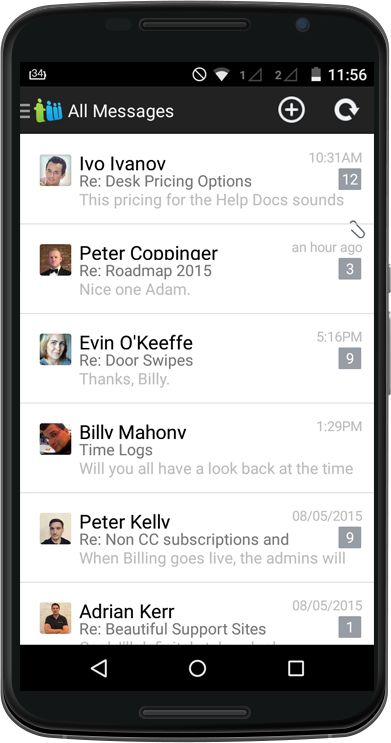 34
1
2
11:56
All Messages
Ivo Ivanov
10:31AM
Re: Desk Pricing Options
12
This pricing for the Help Docs sounds
Peter Coppinger
an hour ago
Re: Roadmap 2015
3
Nice one Adam.
Evin O'Keeffe
5:16PM
Re: Door Swipes
9
Thanks, Billy.
Billy Mahony
1:29PM
Time Logs
Will you all have a look back at the time
Peter Kelly
08/05/2015
Re: Non CC subscriptions and
9
When Billing goes live, the admins will
Adrian Kerr
08/05/2015
Re: Beautiful Support Sites
1